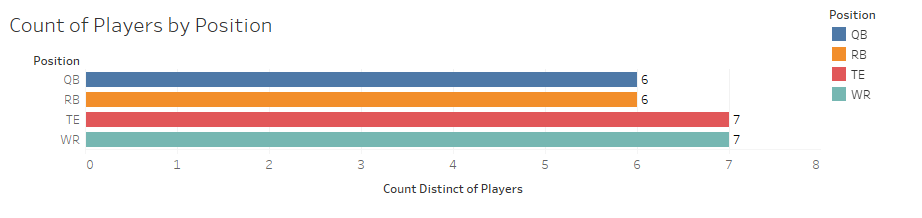 Count of Players by Position
Position
QB 6
RB 6
TE 7
WR 7
0 1 2 3 4 5 6 7 8
Count Distinct of Players
Position
QB
RB
TE
WR